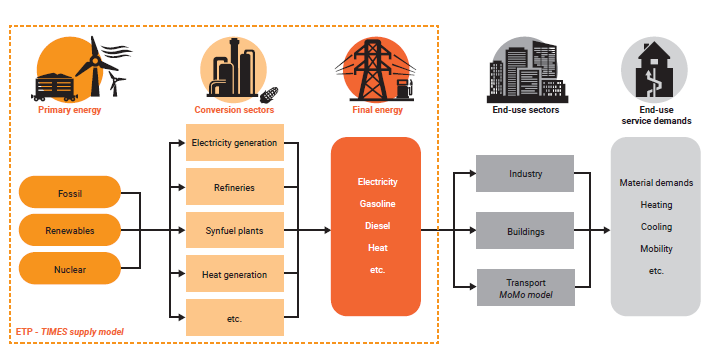 Primary energy
Conversion sectors
Final energy
End-use sectors
End-use
service demands
Fossil
Renewables
Nuclear
Electricity generation
Refineries
Synfuel plants
Heat generation
etc.
Electricity
Gasoline
Diesel
Heat
etc.
Industry
Buildings
Transport
MoMo model
Material demands
Heating
Cooling
Mobility
etc.
ETP - TIMES supply model